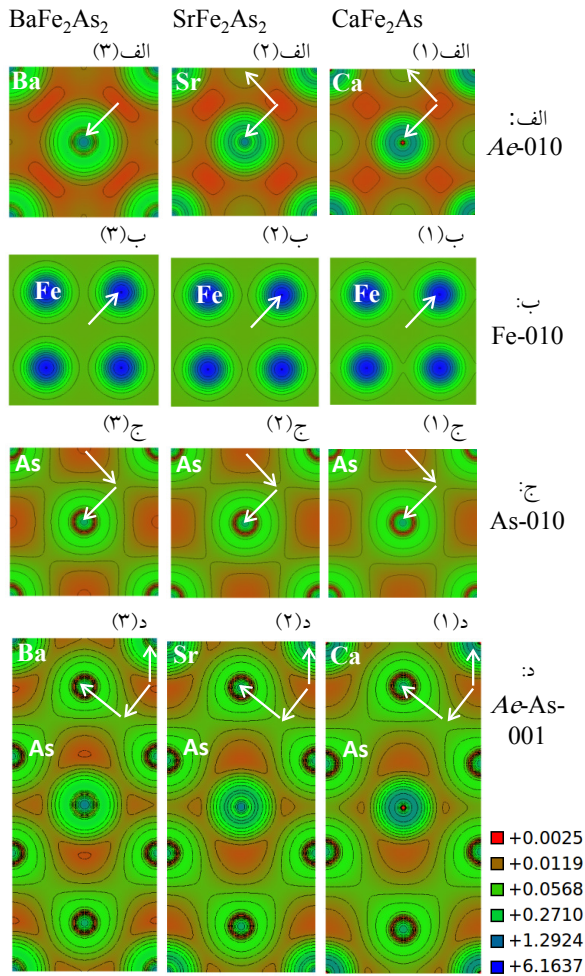 BaFe₂As₂ SrFe₂As₂ CaFe₂As
الف(۳) الف(۲) الف(۱)
Ba Sr Ca
الف:
Ae-010
ب(۳) ب(۲) ب(۱)
Fe Fe Fe
ب:
Fe-010
ج(۳) ج(۲) ج(۱)
As As As
ج:
As-010
د(۳) د(۲) د(۱)
Ba Sr Ca
د:
Ae-As-
001
As As As
+0.0025
+0.0119
+0.0568
+0.2710
+1.2924
+6.1637